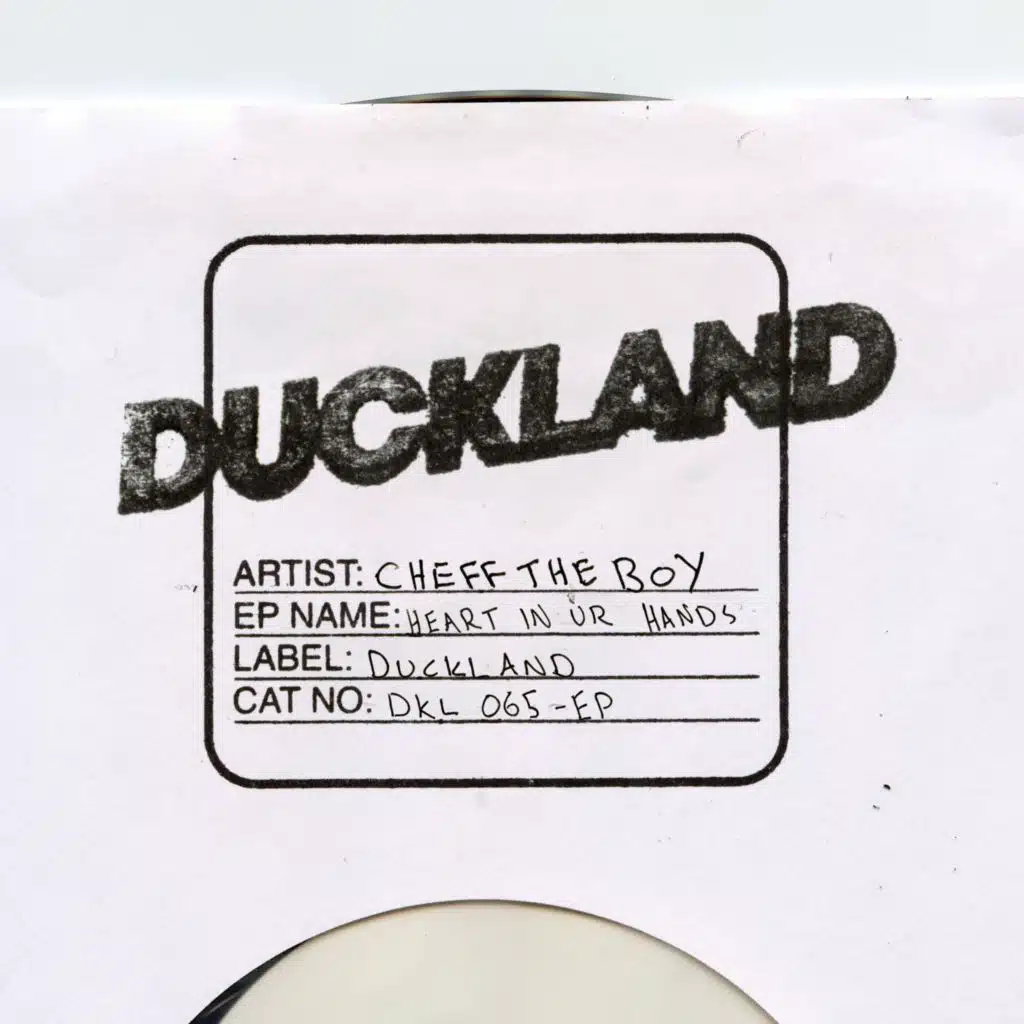 DUCKLAND
ARTIST: CHEFF THE BOY
EP NAME: HEART IN UR HANDS
LABEL: DUCKLAND
CAT NO: DKL 065-EP